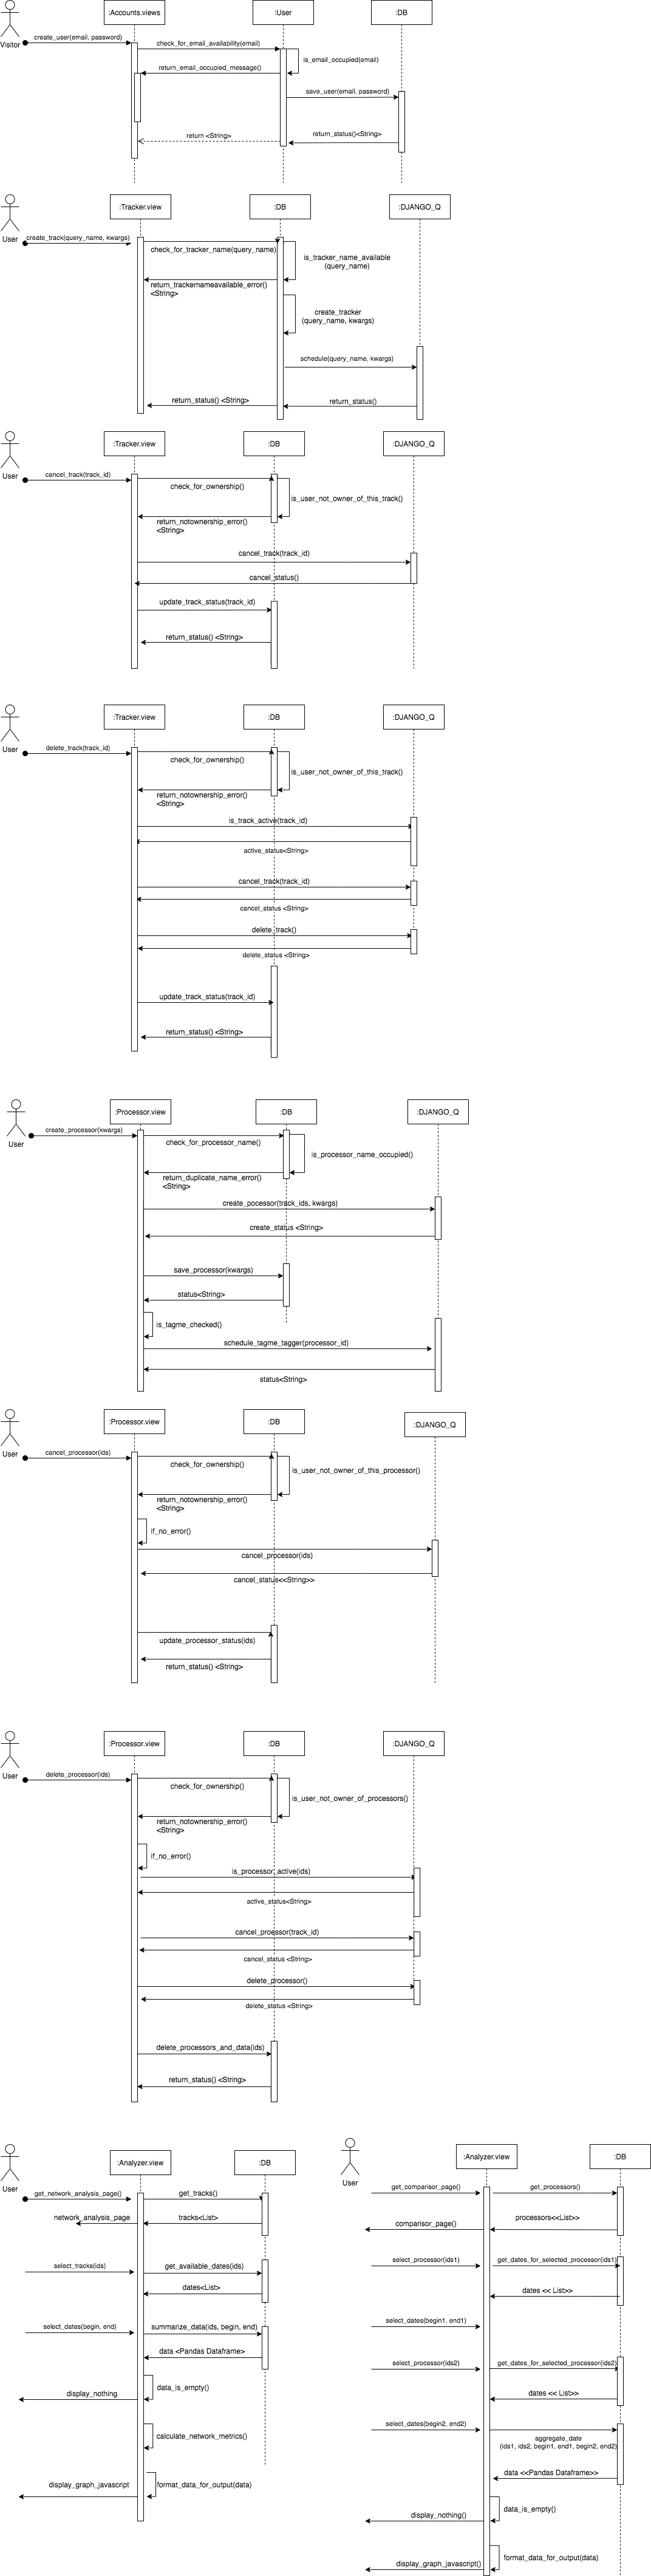 :Accounts.views
:User
:DB
Visitor
create_user(email, password)
check_for_email_availability(email)
is_email_occupied(email)
return_email_occupied_message()
save_user(email, password)
return <String>
return_status()<String>
:Tracker.view
:DB
:DJANGO_Q
User
create_track(query_name, kwargs)
check_for_tracker_name(query_name)
is_tracker_name_available
(query_name)
return_trackernameavailable_error()
<String>
create_tracker
(query_name, kwargs)
schedule(query_name, kwargs)
return_status() <String>
return_status()
:Tracker.view
:DB
:DJANGO_Q
User
cancel_track(track_id)
check_for_ownership()
is_user_not_owner_of_this_track()
return_notownership_error()
<String>
cancel_track(track_id)
cancel_status()
update_track_status(track_id)
return_status() <String>
:Tracker.view
:DB
:DJANGO_Q
User
delete_track(track_id)
check_for_ownership()
is_user_not_owner_of_this_track()
return_notownership_error()
<String>
is_track_active(track_id)
active_status<String>
cancel_track(track_id)
cancel_status <String>
delete_track()
delete_status <String>
update_track_status(track_id)
return_status() <String>
:Processor.view
:DB
:DJANGO_Q
User
create_processor(kwargs)
check_for_processor_name()
is_processor_name_occupied()
return_duplicate_name_error()
<String>
create_pocessor(track_ids, kwargs)
create_status <String>
save_processor(kwargs)
status<String>
is_tagme_checked()
schedule_tagme_tagger(processor_id)
status<String>
:Processor.view
:DB
:DJANGO_Q
User
cancel_processor(ids)
check_for_ownership()
is_user_not_owner_of_this_processor()
return_notownership_error()
<String>
if_no_error()
cancel_processor(ids)
cancel_status<<String>>
update_processor_status(ids)
return_status() <String>
:Processor.view
:DB
:DJANGO_Q
User
delete_processor(ids)
check_for_ownership()
is_user_not_owner_of_processors()
return_notownership_error()
<String>
if_no_error()
is_processor_active(ids)
active_status<String>
cancel_processor(track_id)
cancel_status <String>
delete_processor()
delete_status <String>
delete_processors_and_data(ids)
return_status() <String>
:Analyzer.view
:DB
User
get_network_analysis_page()
get_tracks()
network_analysis_page
tracks<List>
select_tracks(ids)
get_available_dates(ids)
dates<List>
select_dates(begin, end)
summarize_data(ids, begin, end)
data <Pandas Dataframe>
data_is_empty()
display_nothing
calculate_network_metrics()
display_graph_javascript
format_data_for_output(data)
:Analyzer.view
:DB
User
get_comparisor_page()
get_processors()
comparisor_page()
processors<<List>>
select_processor(ids1)
get_dates_for_selected_processor(ids1)
dates << List>>
select_dates(begin1, end1)
select_processor(ids2)
get_dates_for_selected_processor(ids2)
dates << List>>
select_dates(begin2, end2)
aggregate_date
(ids1, ids2, begin1, end1, begin2, end2)
data <<Pandas Dataframe>>
data_is_empty()
display_nothing()
format_data_for_output(data)
display_graph_javascript()